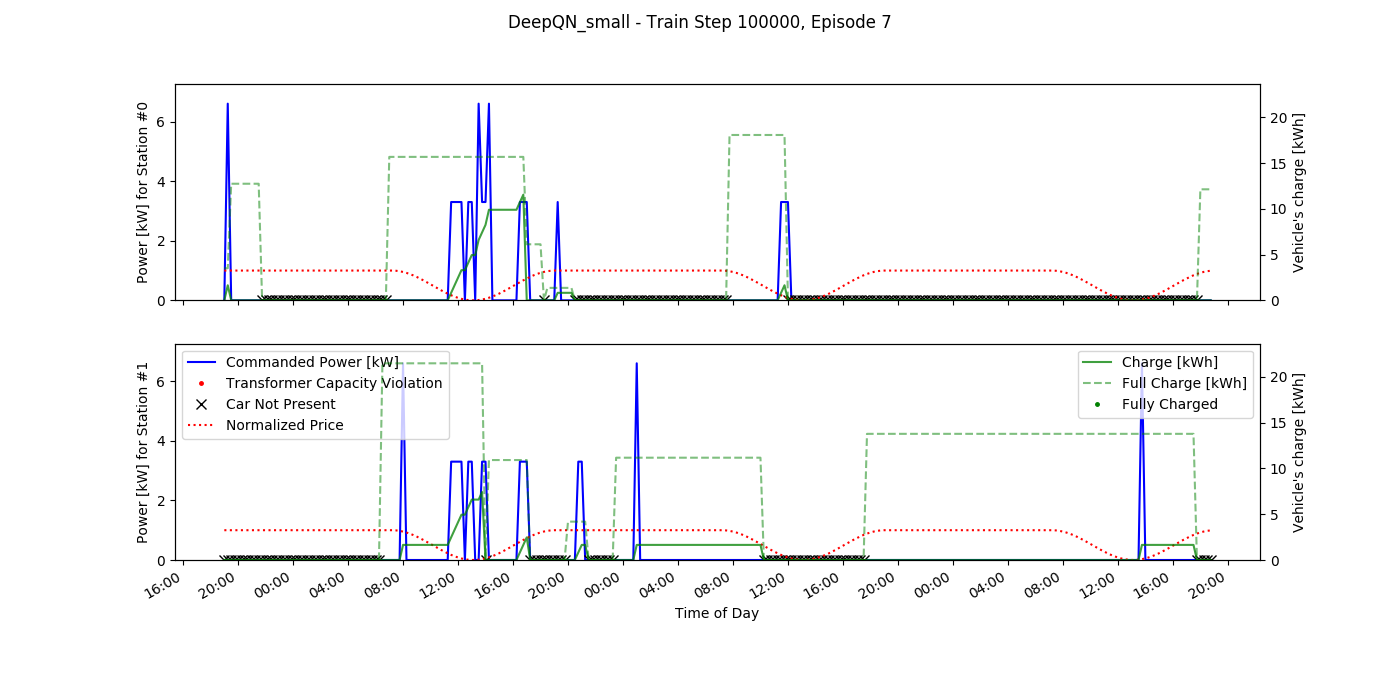 DeepQN_small - Train Step 100000, Episode 7
Power [kW] for Station #0
6
4
2
0
20
15
10
5
0
Vehicle's charge [kWh]
Power [kW] for Station #1
6
4
2
0
Commanded Power [kW]
Transformer Capacity Violation
Car Not Present
Normalized Price
Charge [kWh]
Full Charge [kWh]
Fully Charged
20
15
10
5
0
Vehicle's charge [kWh]
16:00 20:00 00:00 04:00 08:00 12:00 16:00 20:00 00:00 04:00 08:00 12:00 16:00 20:00 00:00 04:00 08:00 12:00 16:00 20:00
Time of Day